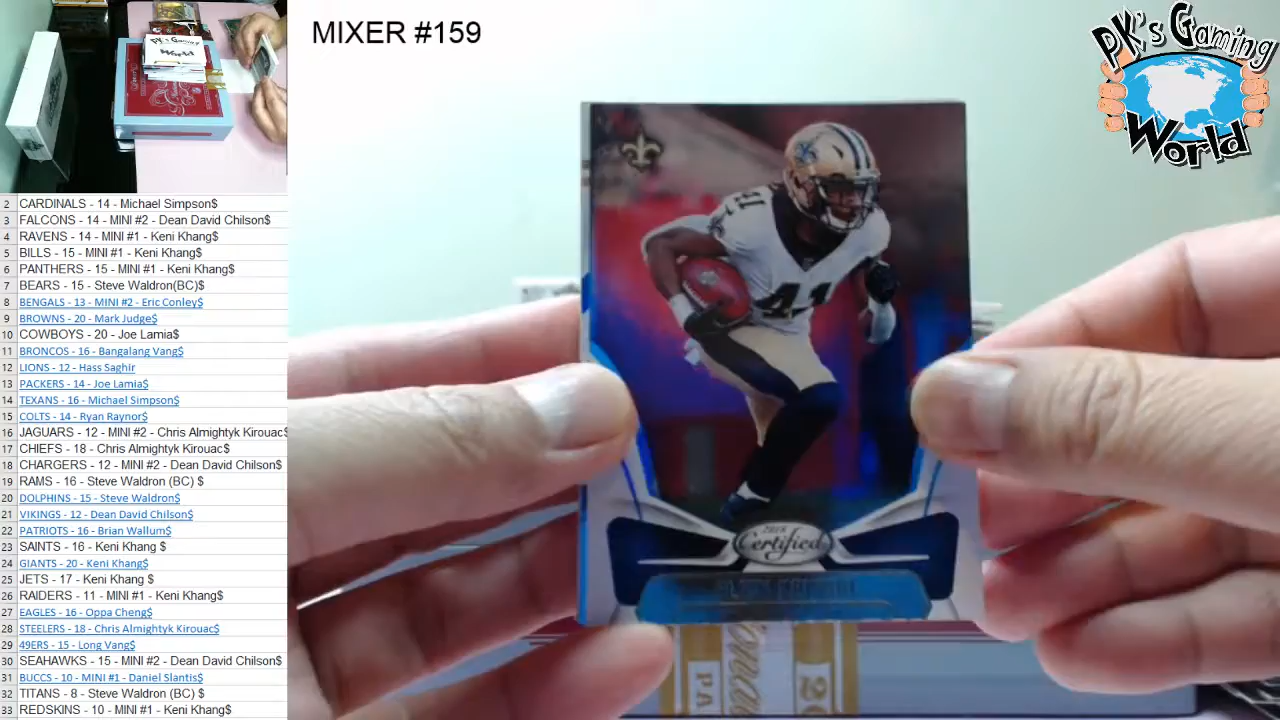 MIXER #159
PK's Gaming
World
2 CARDINALS - 14 - Michael Simpson$
3 FALCONS - 14 - MINI #2 - Dean David Chilson$
4 RAVENS - 14 - MINI #1 - Keni Khang$
5 BILLS - 15 - MINI #1 - Keni Khang$
6 PANTHERS - 15 - MINI #1 - Keni Khang$
7 BEARS - 15 - Steve Waldron(BC)$
8 BENGALS - 13 - MINI #2 - Eric Conley$
9 BROWNS - 20 - Mark Judge$
10 COWBOYS - 20 - Joe Lamia$
11 BRONCOS - 16 - Bangalang Vang$
12 LIONS - 12 - Hass Saghir
13 PACKERS - 14 - Joe Lamia$
14 TEXANS - 16 - Michael Simpson$
15 COLTS - 14 - Ryan Raynor$
16 JAGUARS - 12 - MINI #2 - Chris Almightyk Kirouac$
17 CHIEFS - 18 - Chris Almightyk Kirouac$
18 CHARGERS - 12 - MINI #2 - Dean David Chilson$
19 RAMS - 16 - Steve Waldron (BC) $
20 DOLPHINS - 15 - Steve Waldron$
21 VIKINGS - 12 - Dean David Chilson$
22 PATRIOTS - 16 - Brian Wallum$
23 SAINTS - 16 - Keni Khang $
24 GIANTS - 20 - Keni Khang$
25 JETS - 17 - Keni Khang $
26 RAIDERS - 11 - MINI #1 - Keni Khang$
27 EAGLES - 16 - Oppa Cheng$
28 STEELERS - 18 - Chris Almightyk Kirouac$
29 49ERS - 15 - Long Vang$
30 SEAHAWKS - 15 - MINI #2 - Dean David Chilson$
31 BUCCS - 10 - MINI #1 - Daniel Slantis$
32 TITANS - 8 - Steve Waldron (BC) $
33 REDSKINS - 10 - MINI #1 - Keni Khang$
41
41
2018
Certified
PA